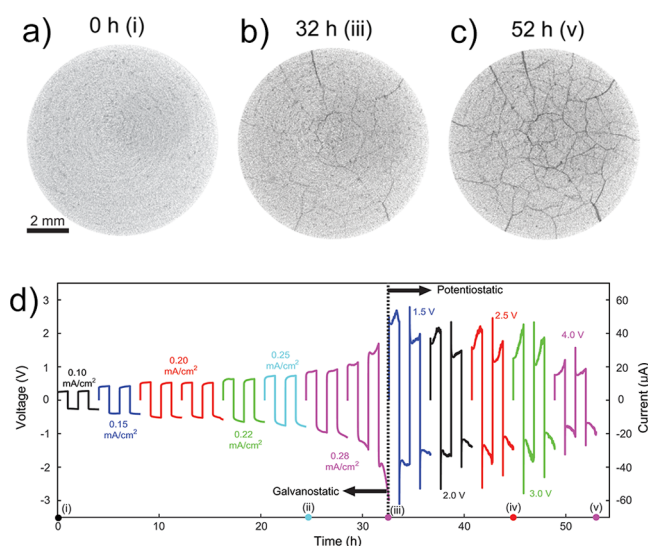 a) 0 h (i)
b) 32 h (iii)
c) 52 h (v)
2 mm
d)
Potentiostatic
3
2
1
0
-1
-2
-3
Voltage (V)
60
40
20
0
-20
-40
-60
Current (µA)
0.10
mA/cm²
0.15
mA/cm²
0.20
mA/cm²
0.22
mA/cm²
0.25
mA/cm²
0.28
mA/cm²
1.5 V
2.0 V
2.5 V
3.0 V
4.0 V
Galvanostatic
(i)
(ii)
(iii)
(iv)
(v)
0
10
20
30
40
50
Time (h)